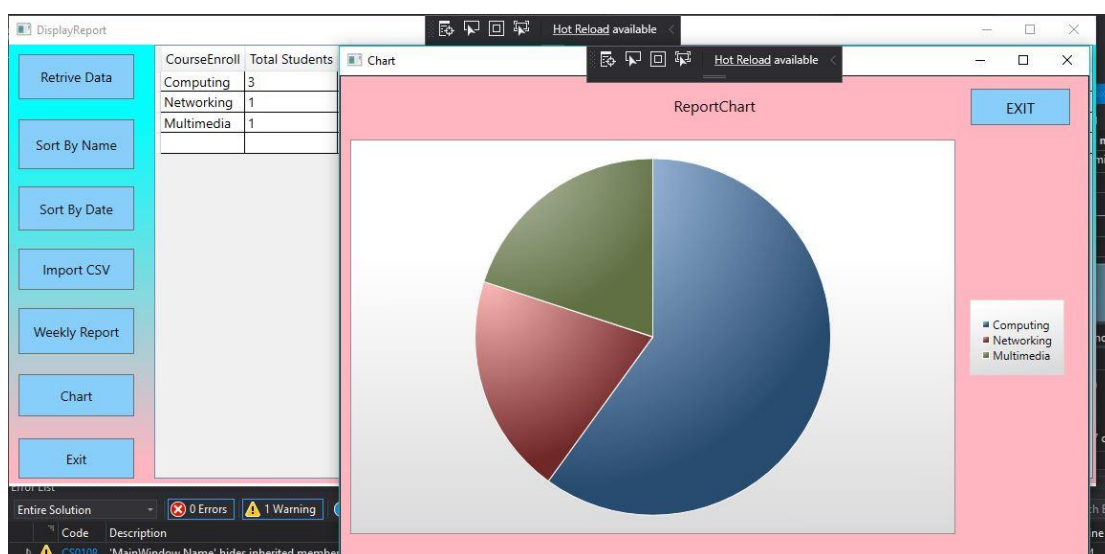 DisplayReport
Hot Reload available
Retrive Data
Sort By Name
Sort By Date
Import CSV
Weekly Report
Chart
Exit
CourseEnroll Total Students
Computing 3
Networking 1
Multimedia 1
Chart
Hot Reload available
ReportChart
EXIT
Computing
Networking
Multimedia
Entire Solution
0 Errors
1 Warning
Code Description
'MainWindow Name' hides inherited member